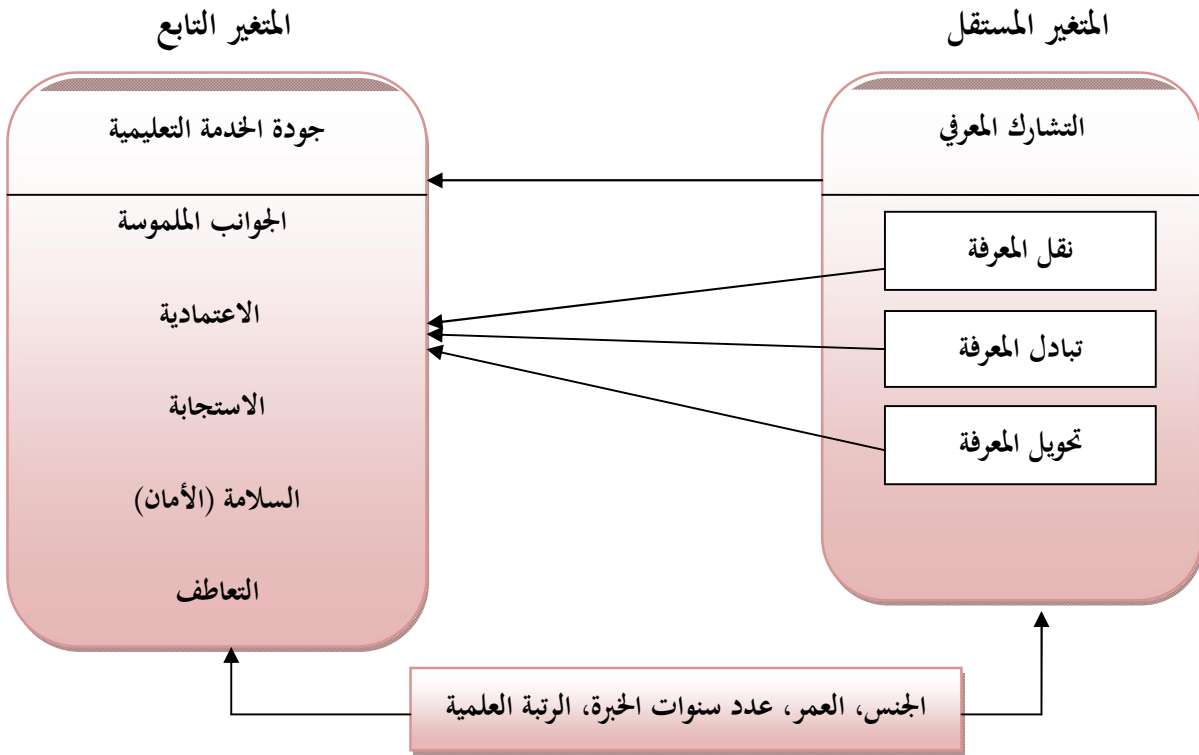 المتغير المستقل
المتغير التابع
التشارك المعرفي
نقل المعرفة
تبادل المعرفة
تحويل المعرفة
جودة الخدمة التعليمية
الجوانب الملموسة
الاعتمادية
الاستجابة
السلامة (الأمان)
التعاطف
الجنس، العمر، عدد سنوات الخبرة، الرتبة العلمية